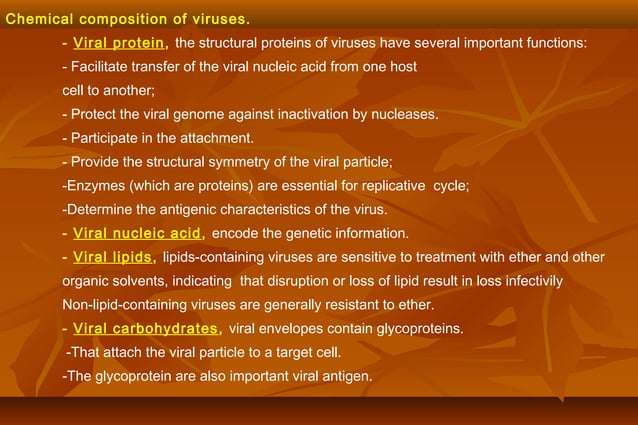 Chemical composition of viruses.
- Viral protein, the structural proteins of viruses have several important functions:
- Facilitate transfer of the viral nucleic acid from one host
cell to another;
- Protect the viral genome against inactivation by nucleases.
- Participate in the attachment.
- Provide the structural symmetry of the viral particle;
-Enzymes (which are proteins) are essential for replicative cycle;
-Determine the antigenic characteristics of the virus.
- Viral nucleic acid, encode the genetic information.
- Viral lipids, lipids-containing viruses are sensitive to treatment with ether and other
organic solvents, indicating that disruption or loss of lipid result in loss infectivily
Non-lipid-containing viruses are generally resistant to ether.
- Viral carbohydrates, viral envelopes contain glycoproteins.
-That attach the viral particle to a target cell.
-The glycoprotein are also important viral antigen.